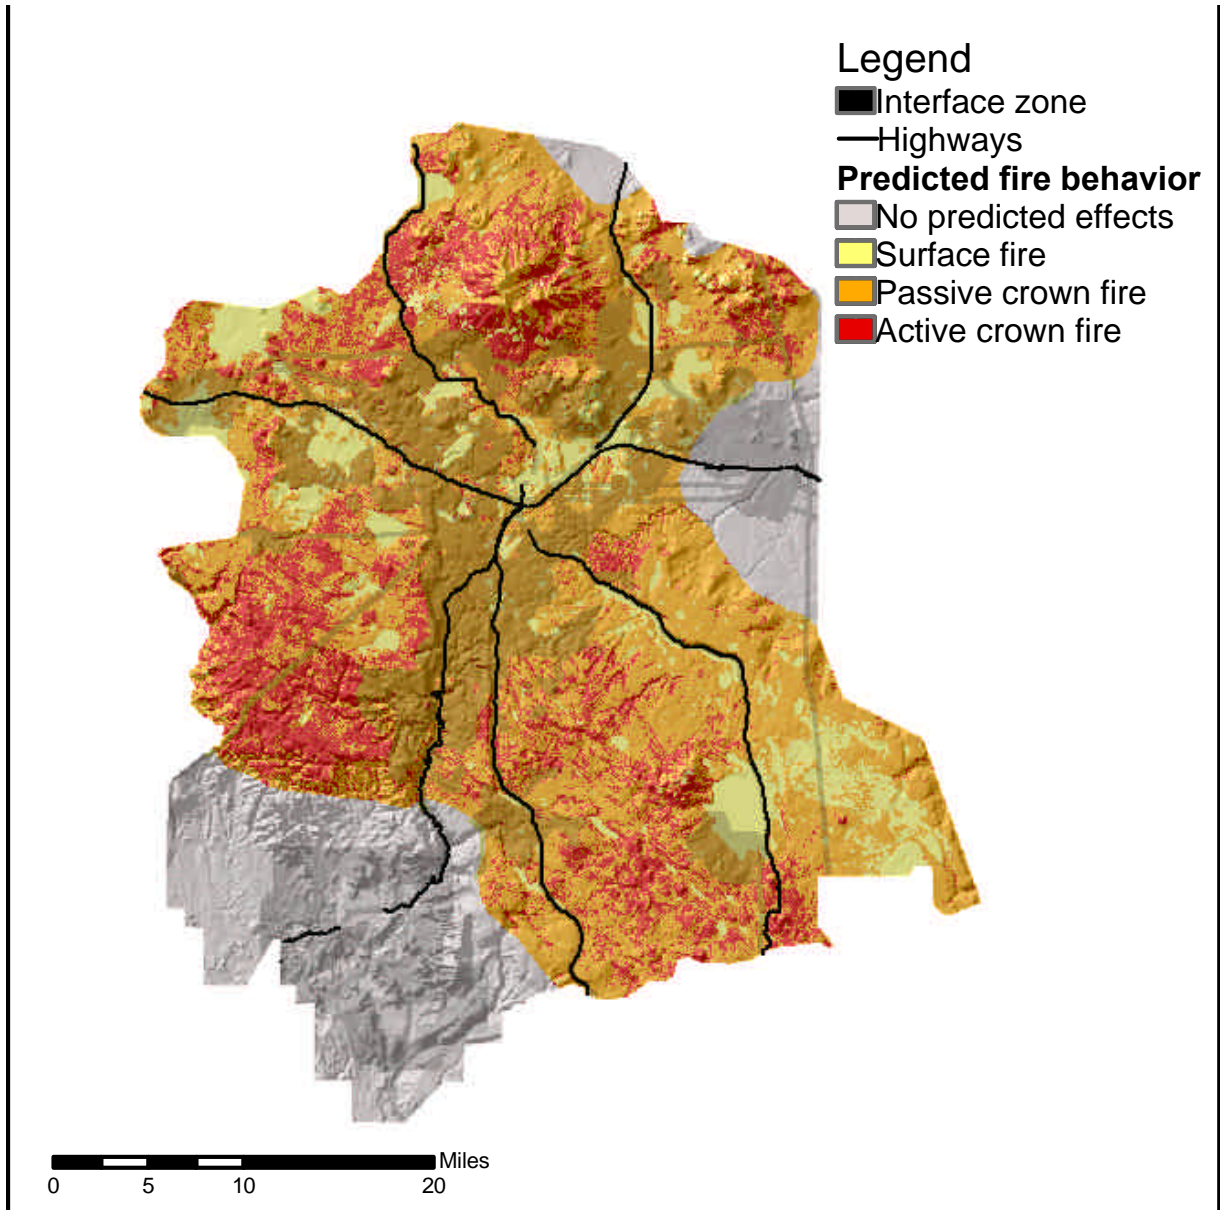 Legend
Interface zone
Highways
Predicted fire behavior
No predicted effects
Surface fire
Passive crown fire
Active crown fire
Miles
0 5 10 20